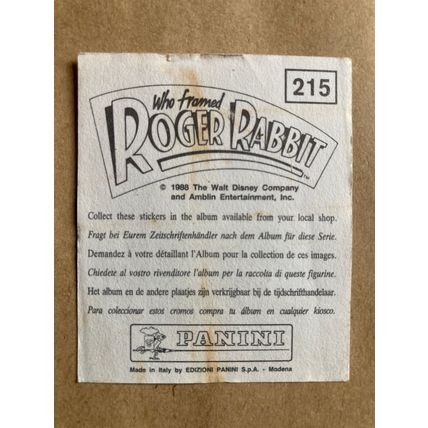 215
Who Framed
ROGER RABBIT
TM
© 1988 The Walt Disney Company
and Amblin Entertainment, Inc.
Collect these stickers in the album available from your local shop.
Fragt bei Eurem Zeitschriftenhändler nach dem Album für diese Serie.
Demandez à votre détaillant l'Album pour la collection de ces images.
Chiedete al vostro rivenditore l'album per la raccolta di queste figurine.
Het album en de andere plaatjes zijn verkrijgbaar bij de tijdschrifthandelaar.
Para coleccionar estos cromos compra tu álbum en cualquier kiosco.
PANINI
Made in Italy by EDIZIONI PANINI S.p.A. - Modena